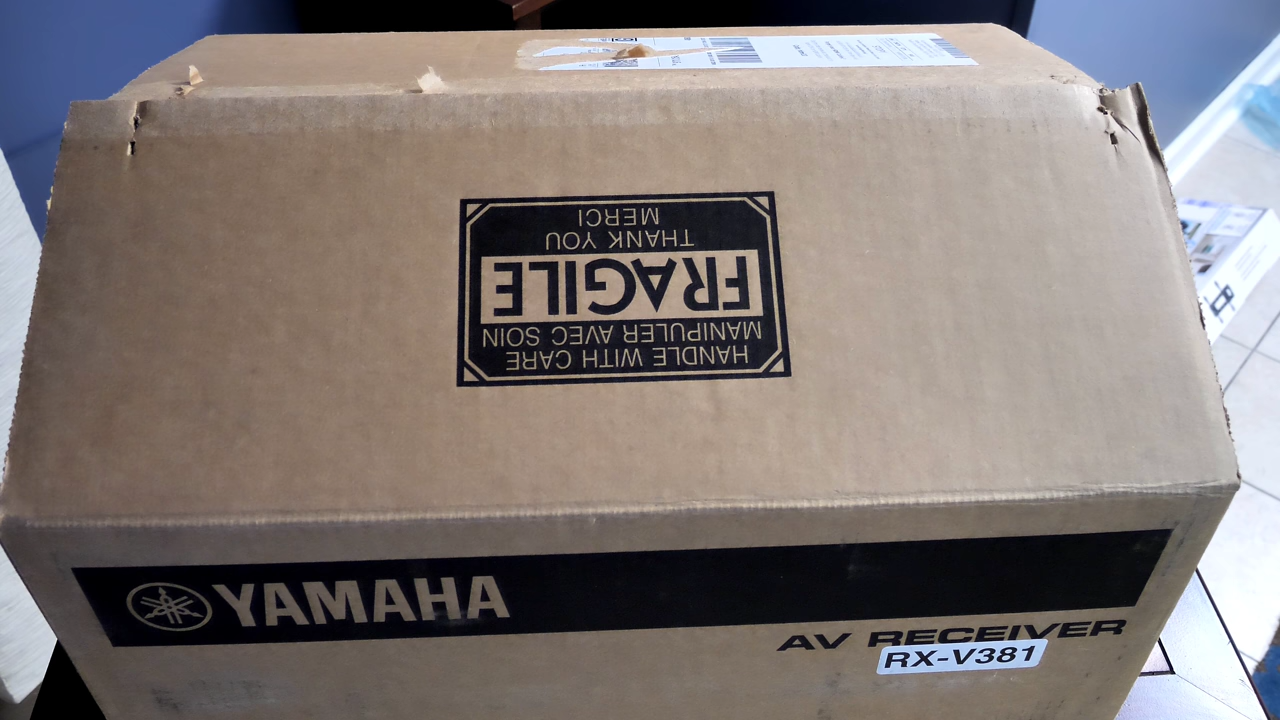 HANDLE WITH CARE
MANIPULER AVEC SOIN
FRAGILE
THANK YOU
MERCI
YAMAHA
AV RECEIVER
RX-V381